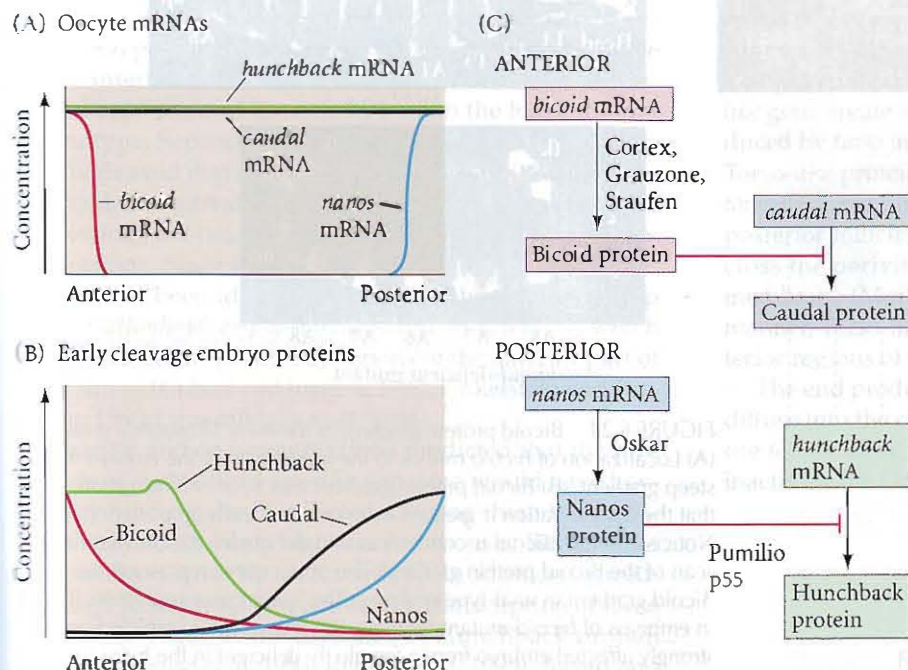 (A) Oocyte mRNAs
hunchback mRNA
caudal
mRNA
bicoid
mRNA
nanos
mRNA
Concentration
Anterior
Posterior
(B) Early cleavage embryo proteins
Hunchback
Bicoid
Caudal
Nanos
Concentration
Anterior
Posterior
(C)
ANTERIOR
bicoid mRNA
Cortex,
Grauzone,
Staufen
caudal mRNA
Bicoid protein
Caudal protein
POSTERIOR
nanos mRNA
Oskar
hunchback
mRNA
Nanos
protein
Pumilio
p55
Hunchback
protein